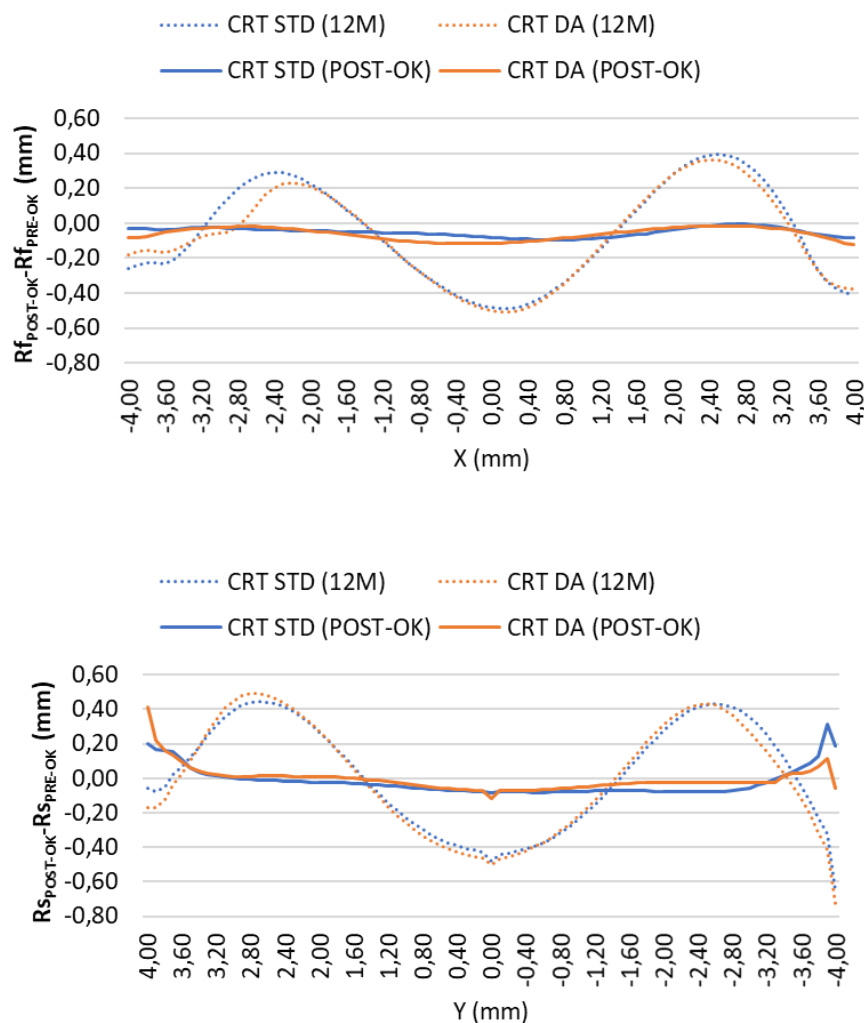 CRT STD (12M) CRT DA (12M)
CRT STD (POST-OK) CRT DA (POST-OK)
0,60
0,40
0,20
0,00
-0,20
-0,40
-0,60
-0,80
RfPOST-OK-RfPRE-OK (mm)
-4,00 -3,60 -3,20 -2,80 -2,40 -2,00 -1,60 -1,20 -0,80 -0,40 0,00 0,40 0,80 1,20 1,60 2,00 2,40 2,80 3,20 3,60 4,00
X (mm)
CRT STD (12M) CRT DA (12M)
CRT STD (POST-OK) CRT DA (POST-OK)
0,60
0,40
0,20
0,00
-0,20
-0,40
-0,60
-0,80
RsPOST-OK-RsPRE-OK (mm)
4,00 3,60 3,20 2,80 2,40 2,00 1,60 1,20 0,80 0,40 0,00 -0,40 -0,80 -1,20 -1,60 -2,00 -2,40 -2,80 -3,20 -3,60 -4,00
Y (mm)